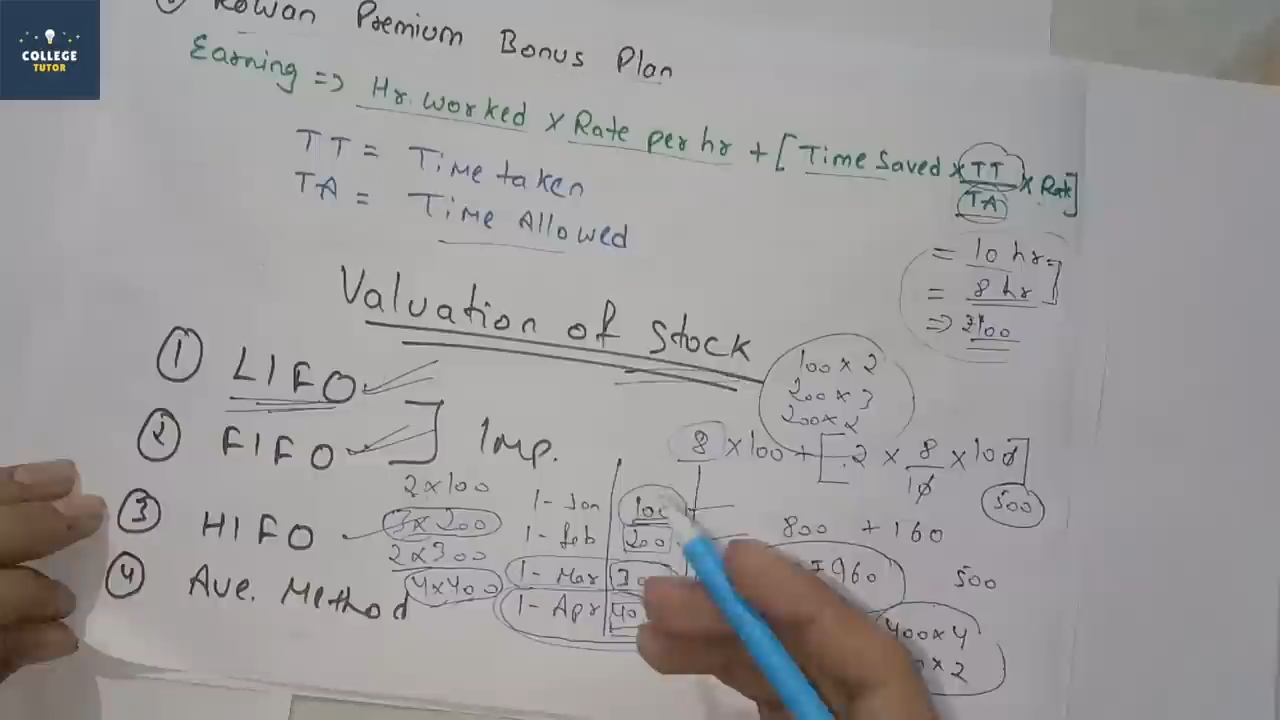 COLLEGE
TUTOR
Rowan Premium Bonus Plan
Earning => Hr. worked x Rate per hr + [Time Saved x TT/TA x Rate]
TT = Time taken
TA = Time Allowed
= 10 hr
= 8 hr
=>
Valuation of Stock
① LIFO
② FIFO
Imp.
③ HIFO
④ Ave. Method
100 x 2
200 x 3
200 x 2
8 x 100 + [.2 x 8/10 x 100]
500
800 + 160
960
500
400 x 4
x 2
2 x 100
3 x 200
2 x 300
4 x 400
1 - Jan 100
1 - Feb 200
1 - Mar 30
1 - Apr 40